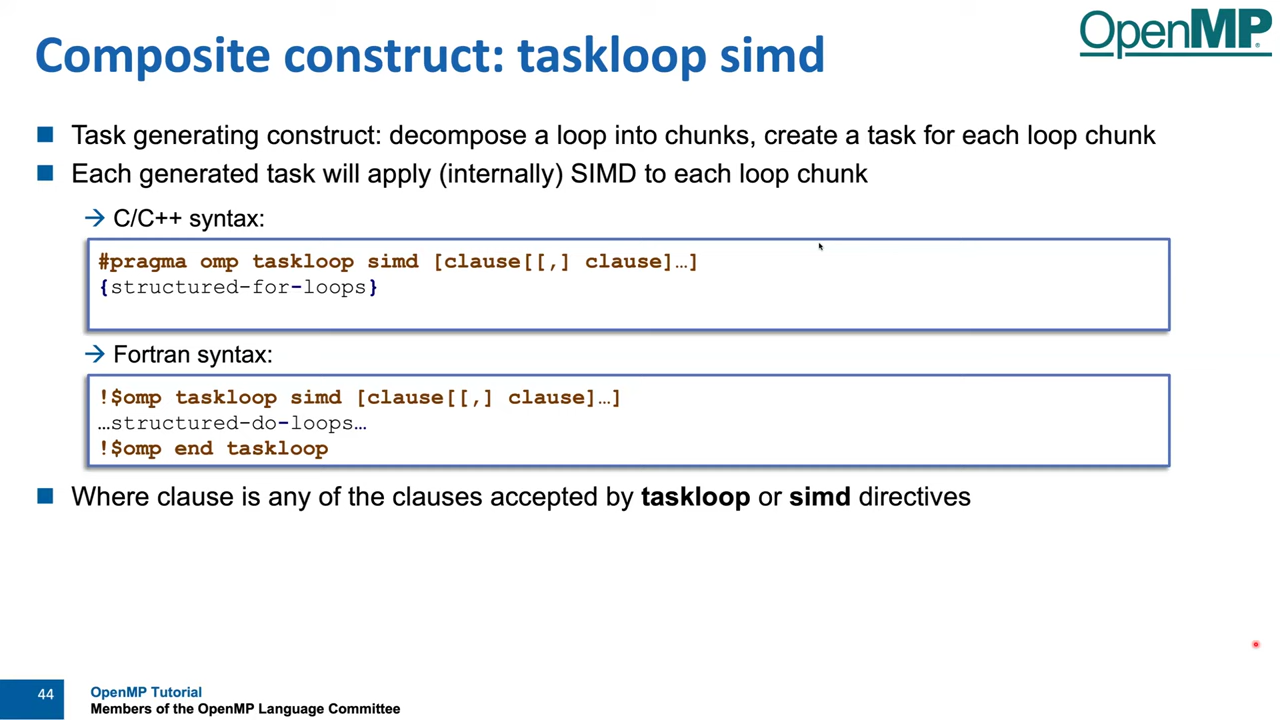 Composite construct: taskloop simd
OpenMP
Task generating construct: decompose a loop into chunks, create a task for each loop chunk
Each generated task will apply (internally) SIMD to each loop chunk
→ C/C++ syntax:
#pragma omp taskloop simd [clause[[,] clause]…]
{structured-for-loops}
→ Fortran syntax:
!$omp taskloop simd [clause[[,] clause]…]
…structured-do-loops…
!$omp end taskloop
Where clause is any of the clauses accepted by taskloop or simd directives
44
OpenMP Tutorial
Members of the OpenMP Language Committee